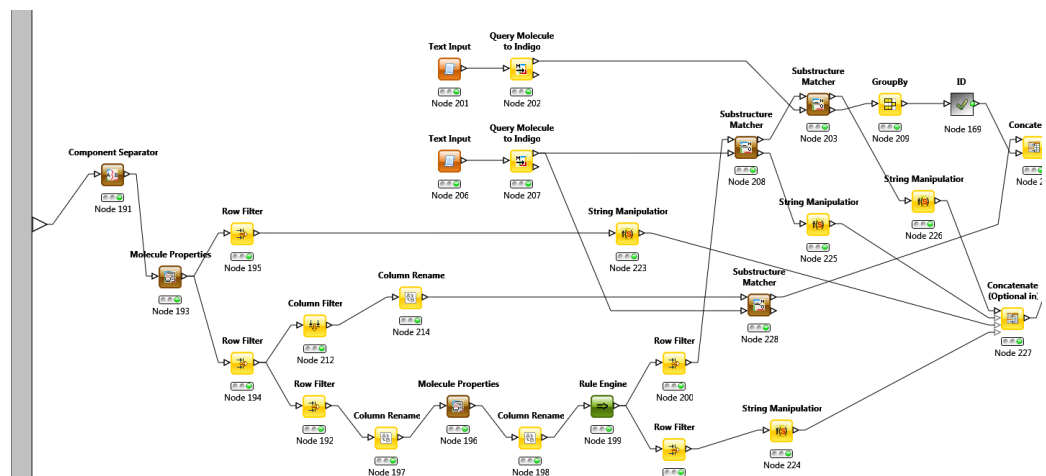 Text Input
Node 201
Query Molecule
to Indigo
Node 202
Substructure
Matcher
Node 203
GroupBy
Node 209
ID
Node 169
Text Input
Node 206
Query Molecule
to Indigo
Node 207
Substructure
Matcher
Node 208
Component Separator
Node 191
Row Filter
Node 195
Molecule Properties
Node 193
String Manipulation
f(S)
Node 223
String Manipulation
f(S)
Node 225
String Manipulation
f(S)
Node 226
Column Filter
Node 212
Column Rename
Node 214
Substructure
Matcher
Node 228
Concatenate
(Optional in)
Node 227
Row Filter
Node 194
Row Filter
Node 192
Column Rename
Node 197
Molecule Properties
Node 196
Column Rename
Node 198
Rule Engine
Node 199
Row Filter
Node 200
Row Filter
String Manipulation
f(S)
Node 224